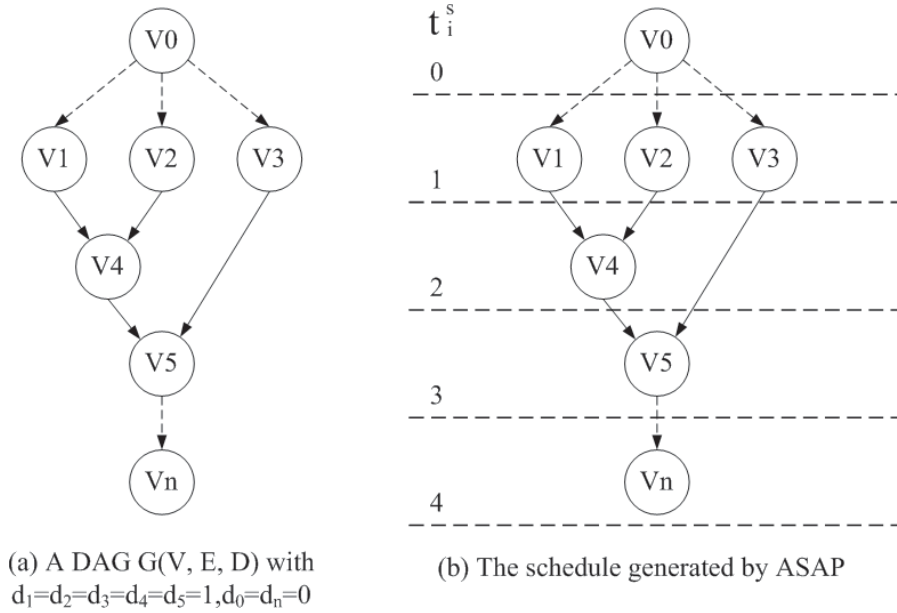 V0
V1 V2 V3
V4
V5
Vn
(a) A DAG G(V, E, D) with
d₁=d₂=d₃=d₄=d₅=1,d₀=dₙ=0
tᵢˢ
V0
0
V1 V2 V3
1
V4
2
V5
3
Vn
4
(b) The schedule generated by ASAP